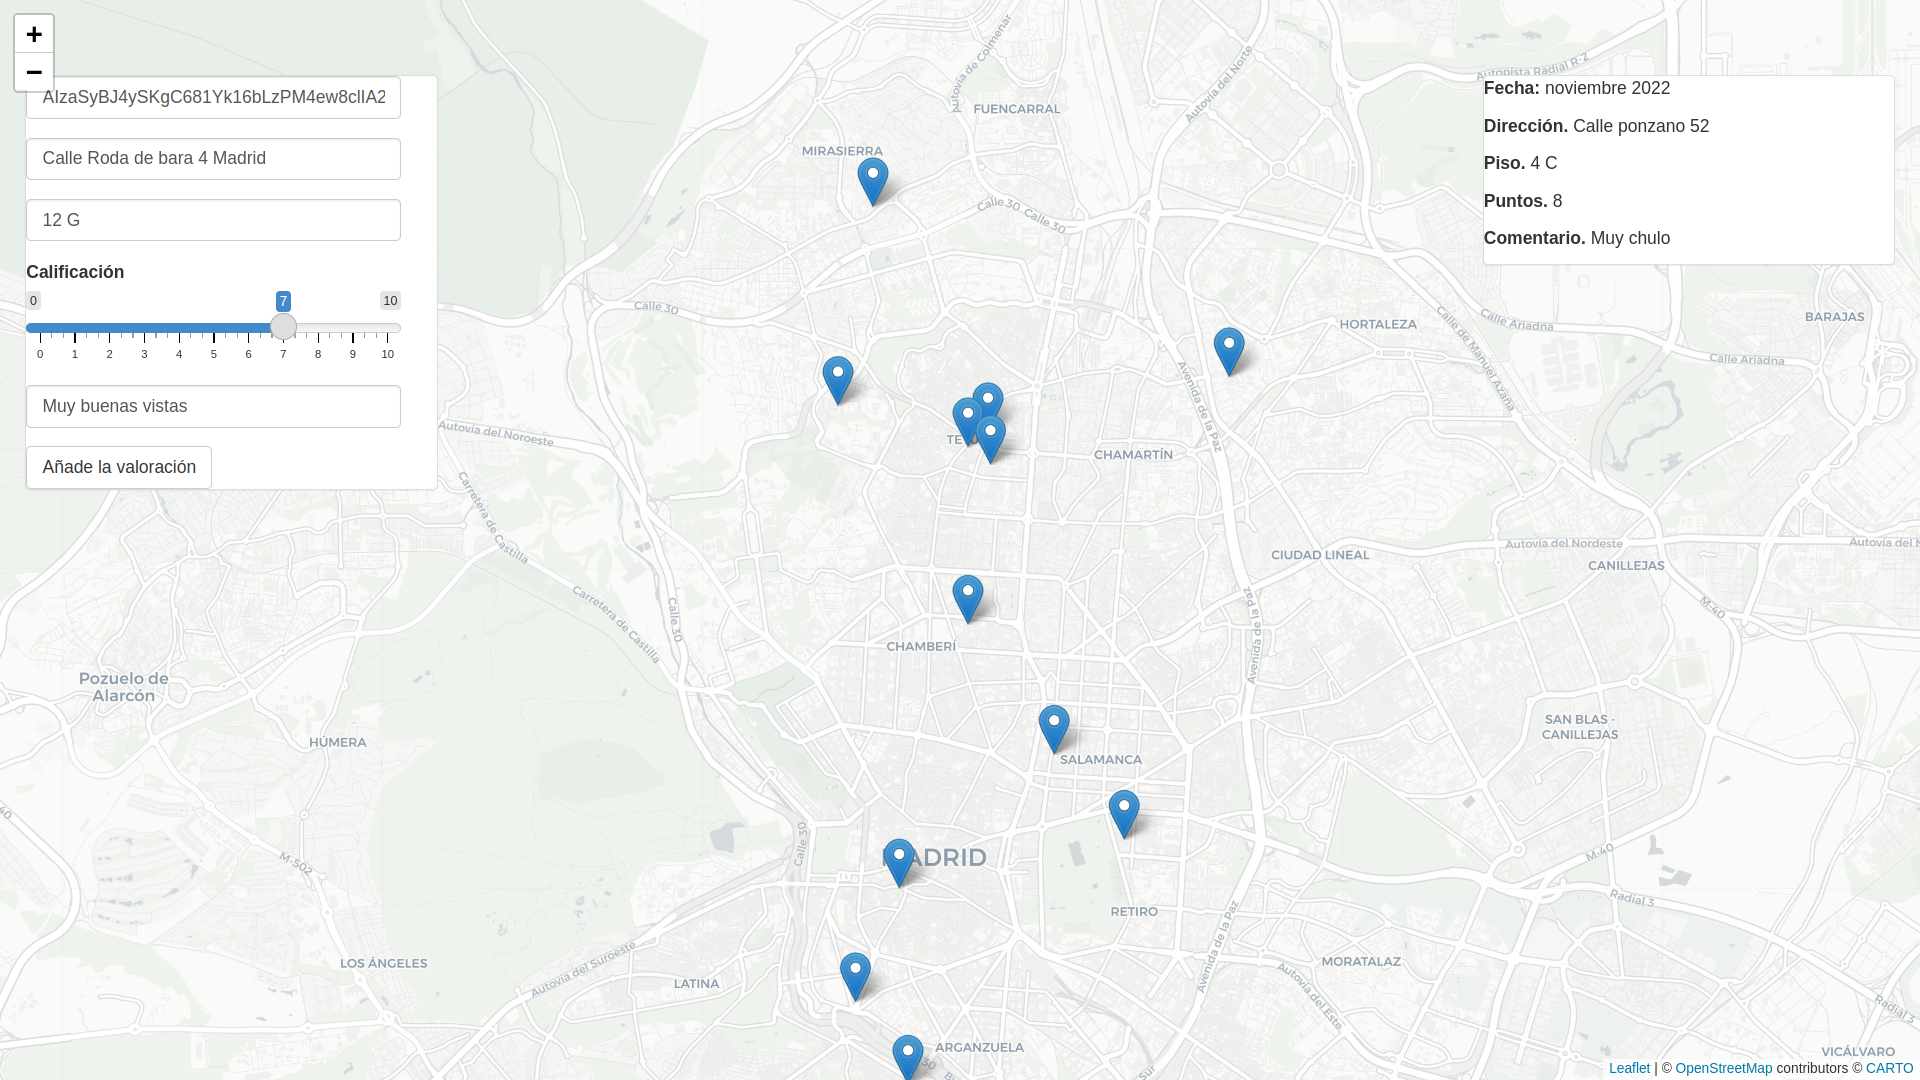 +
−
AIzaSyBJ4ySKgC681Yk16bLzPM4ew8clIA2
Calle Roda de bara 4 Madrid
12 G
Calificación
0 7 10
0 1 2 3 4 5 6 7 8 9 10
Muy buenas vistas
Añade la valoración
Fecha: noviembre 2022
Dirección. Calle ponzano 52
Piso. 4 C
Puntos. 8
Comentario. Muy chulo
Autovía de Colmenar
Autovía del Norte
Autopista Radial R-2
FUENCARRAL
MIRASIERRA
Calle 30
Calle 30
Calle 30
HORTALEZA
Calle de Manuel Azaña
Calle Ariadna
Calle Ariadna
BARAJAS
Avenida de la Paz
Autovía del Noroeste
CHAMARTÍN
Carretera de Castilla
Carretera de Castilla
Calle 30
CIUDAD LINEAL
Autovía del Nordeste
Autovía del N
CANILLEJAS
M-40
Avenida de la Paz
CHAMBERÍ
Pozuelo de
Alarcón
HÚMERA
SAN BLAS -
CANILLEJAS
SALAMANCA
40
Calle 30
M-502
MADRID
M-40
Radial 3
RETIRO
Avenida de la Paz
Autovía del Suroeste
LOS ÁNGELES
LATINA
MORATALAZ
Autovía del Este
Radial 3
ARGANZUELA
30
Sur
VICÁLVARO
Leaflet | © OpenStreetMap contributors © CARTO